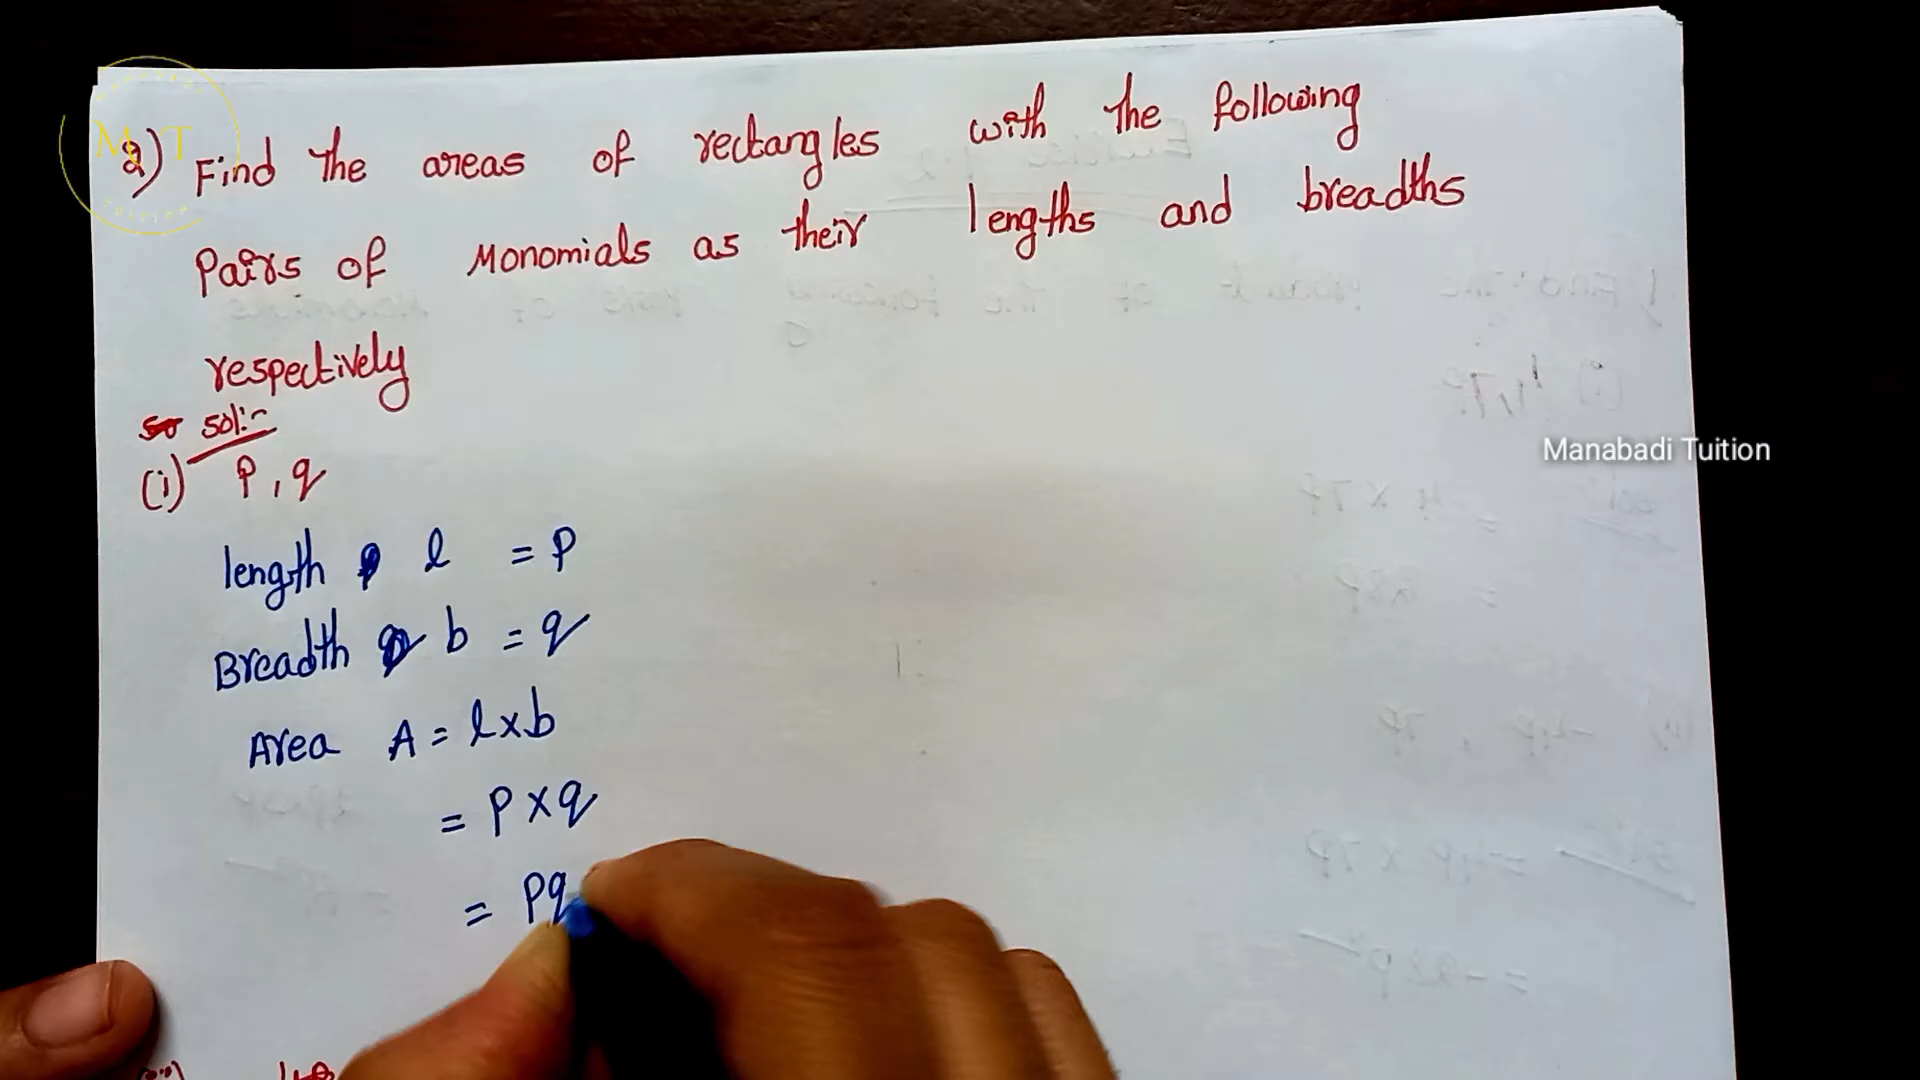 2) Find the areas of rectangles with the following
Pairs of Monomials as their lengths and breadths
respectively
sol:-
(i) P, q
length l = P
Breadth b = q
Area A = l×b
= P×q
= Pq
M T
Manabadi Tuition